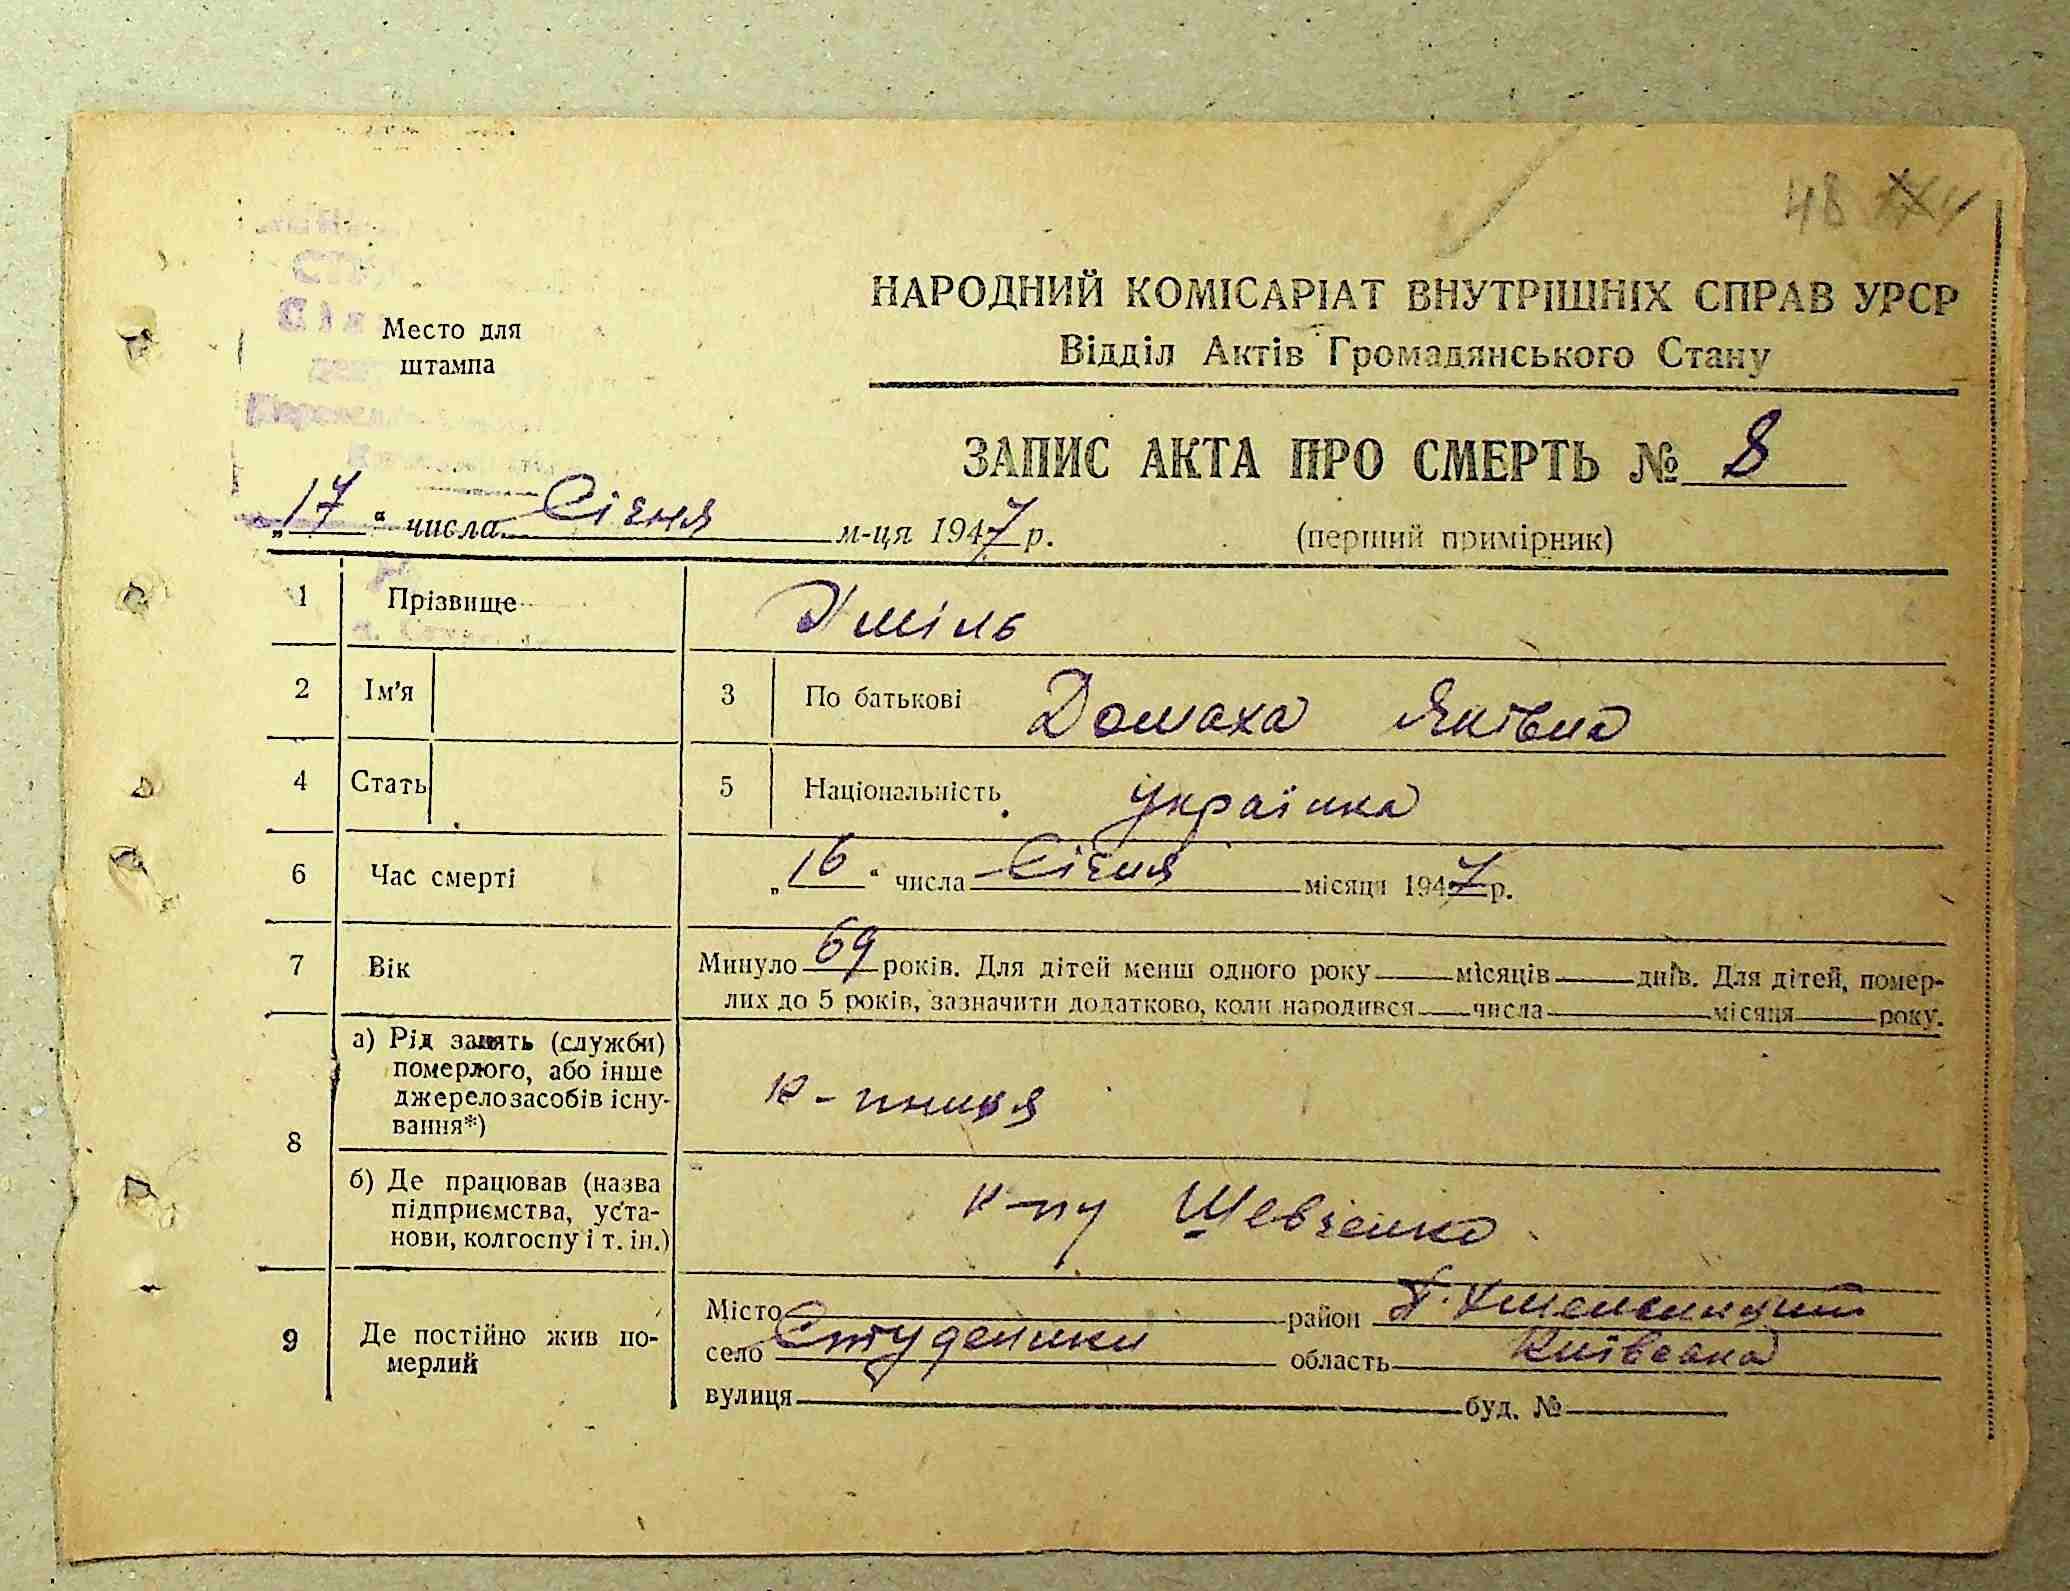 48
НАРОДНИЙ КОМІСАРІАТ ВНУТРІШНІХ СПРАВ УРСР
Відділ Актів Громадянського Стану
Место для
штампа
ЗАПИС АКТА ПРО СМЕРТЬ № 8
„17“ числа Січня м-ця 1947 р.
(перший примірник)
1 Прізвище Хміль
2 Ім'я 3 По батькові Домаха Яківна
4 Стать 5 Національність українка
6 Час смерті „16“ числа Січня місяця 1947 р.
7 Вік Минуло 69 років. Для дітей менш одного року місяців днів. Для дітей, помер-
лих до 5 років, зазначити додатково, коли народився числа місяця року.
8 а) Рід занять (служби)
померлого, або інше
джерело засобів існу-
вання*)
к-пниця
б) Де працював (назва
підприємства, уста-
нови, колгоспу і т. ін.)
к-пу Шевченко
9 Де постійно жив по-
мерлий
Місто район П. Хмельницький
село Студеники область Київська
вулиця буд. №